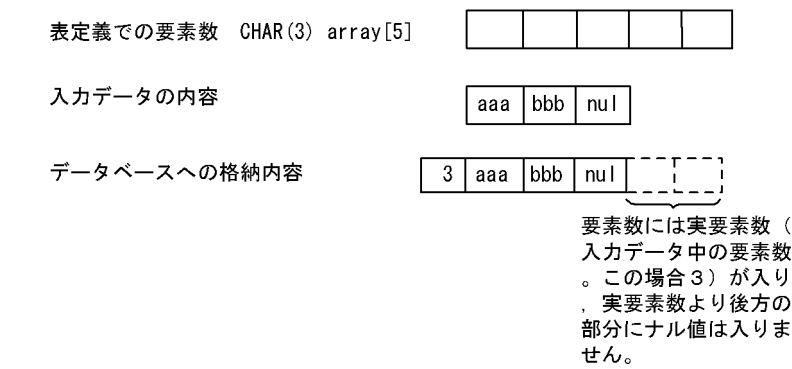 表定義での要素数　CHAR(3) array[5]
入力データの内容
aaa bbb nul
データベースへの格納内容
3 aaa bbb nul
要素数には実要素数（
入力データ中の要素数
。この場合３）が入り
，実要素数より後方の
部分にナル値は入りま
せん。